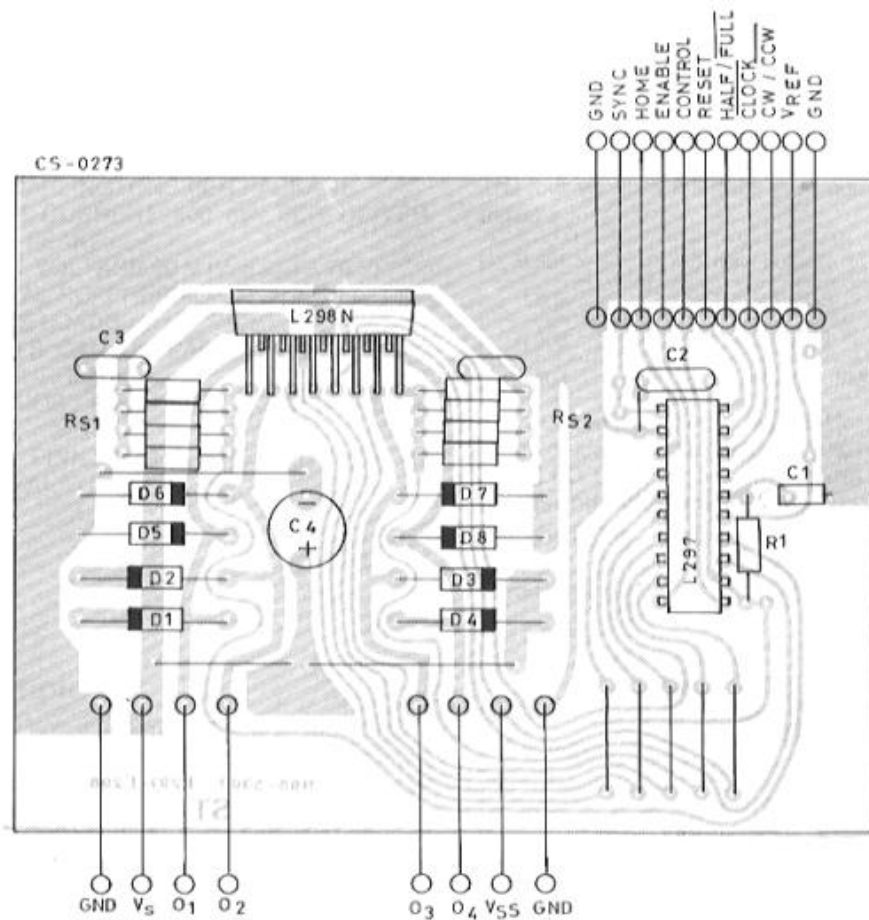 GND
SYNC
HOME
ENABLE
CONTROL
RESET
HALF / FULL
CLOCK
CW / CCW
VREF
GND
CS-0273
L298N
C3
C2
RS1
RS2
D6
D7
C1
-
C4
+
D5
D8
R1
L297
D2
D3
D1
D4
GND
VS
O1
O2
O3
O4
VSS
GND